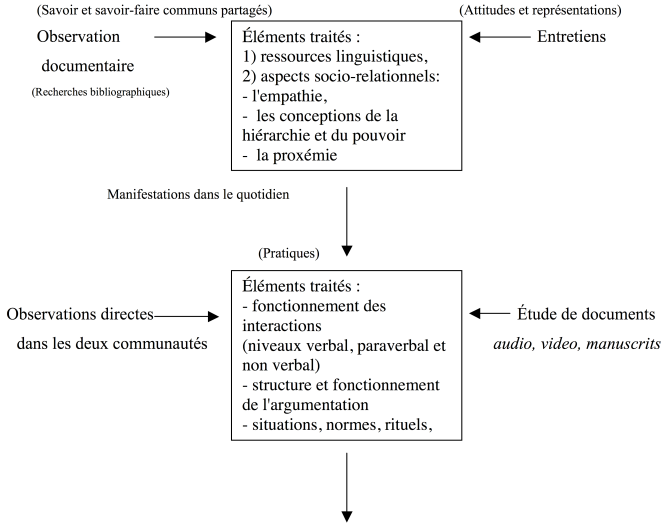 (Savoir et savoir-faire communs partagés)
(Attitudes et représentations)
Observation
documentaire
(Recherches bibliographiques)
Éléments traités :
1) ressources linguistiques,
2) aspects socio-relationnels:
- l'empathie,
- les conceptions de la
hiérarchie et du pouvoir
- la proxémie
Entretiens
Manifestations dans le quotidien
(Pratiques)
Observations directes
dans les deux communautés
Éléments traités :
- fonctionnement des
interactions
(niveaux verbal, paraverbal et
non verbal)
- structure et fonctionnement
de l'argumentation
- situations, normes, rituels,
Étude de documents
audio, video, manuscrits